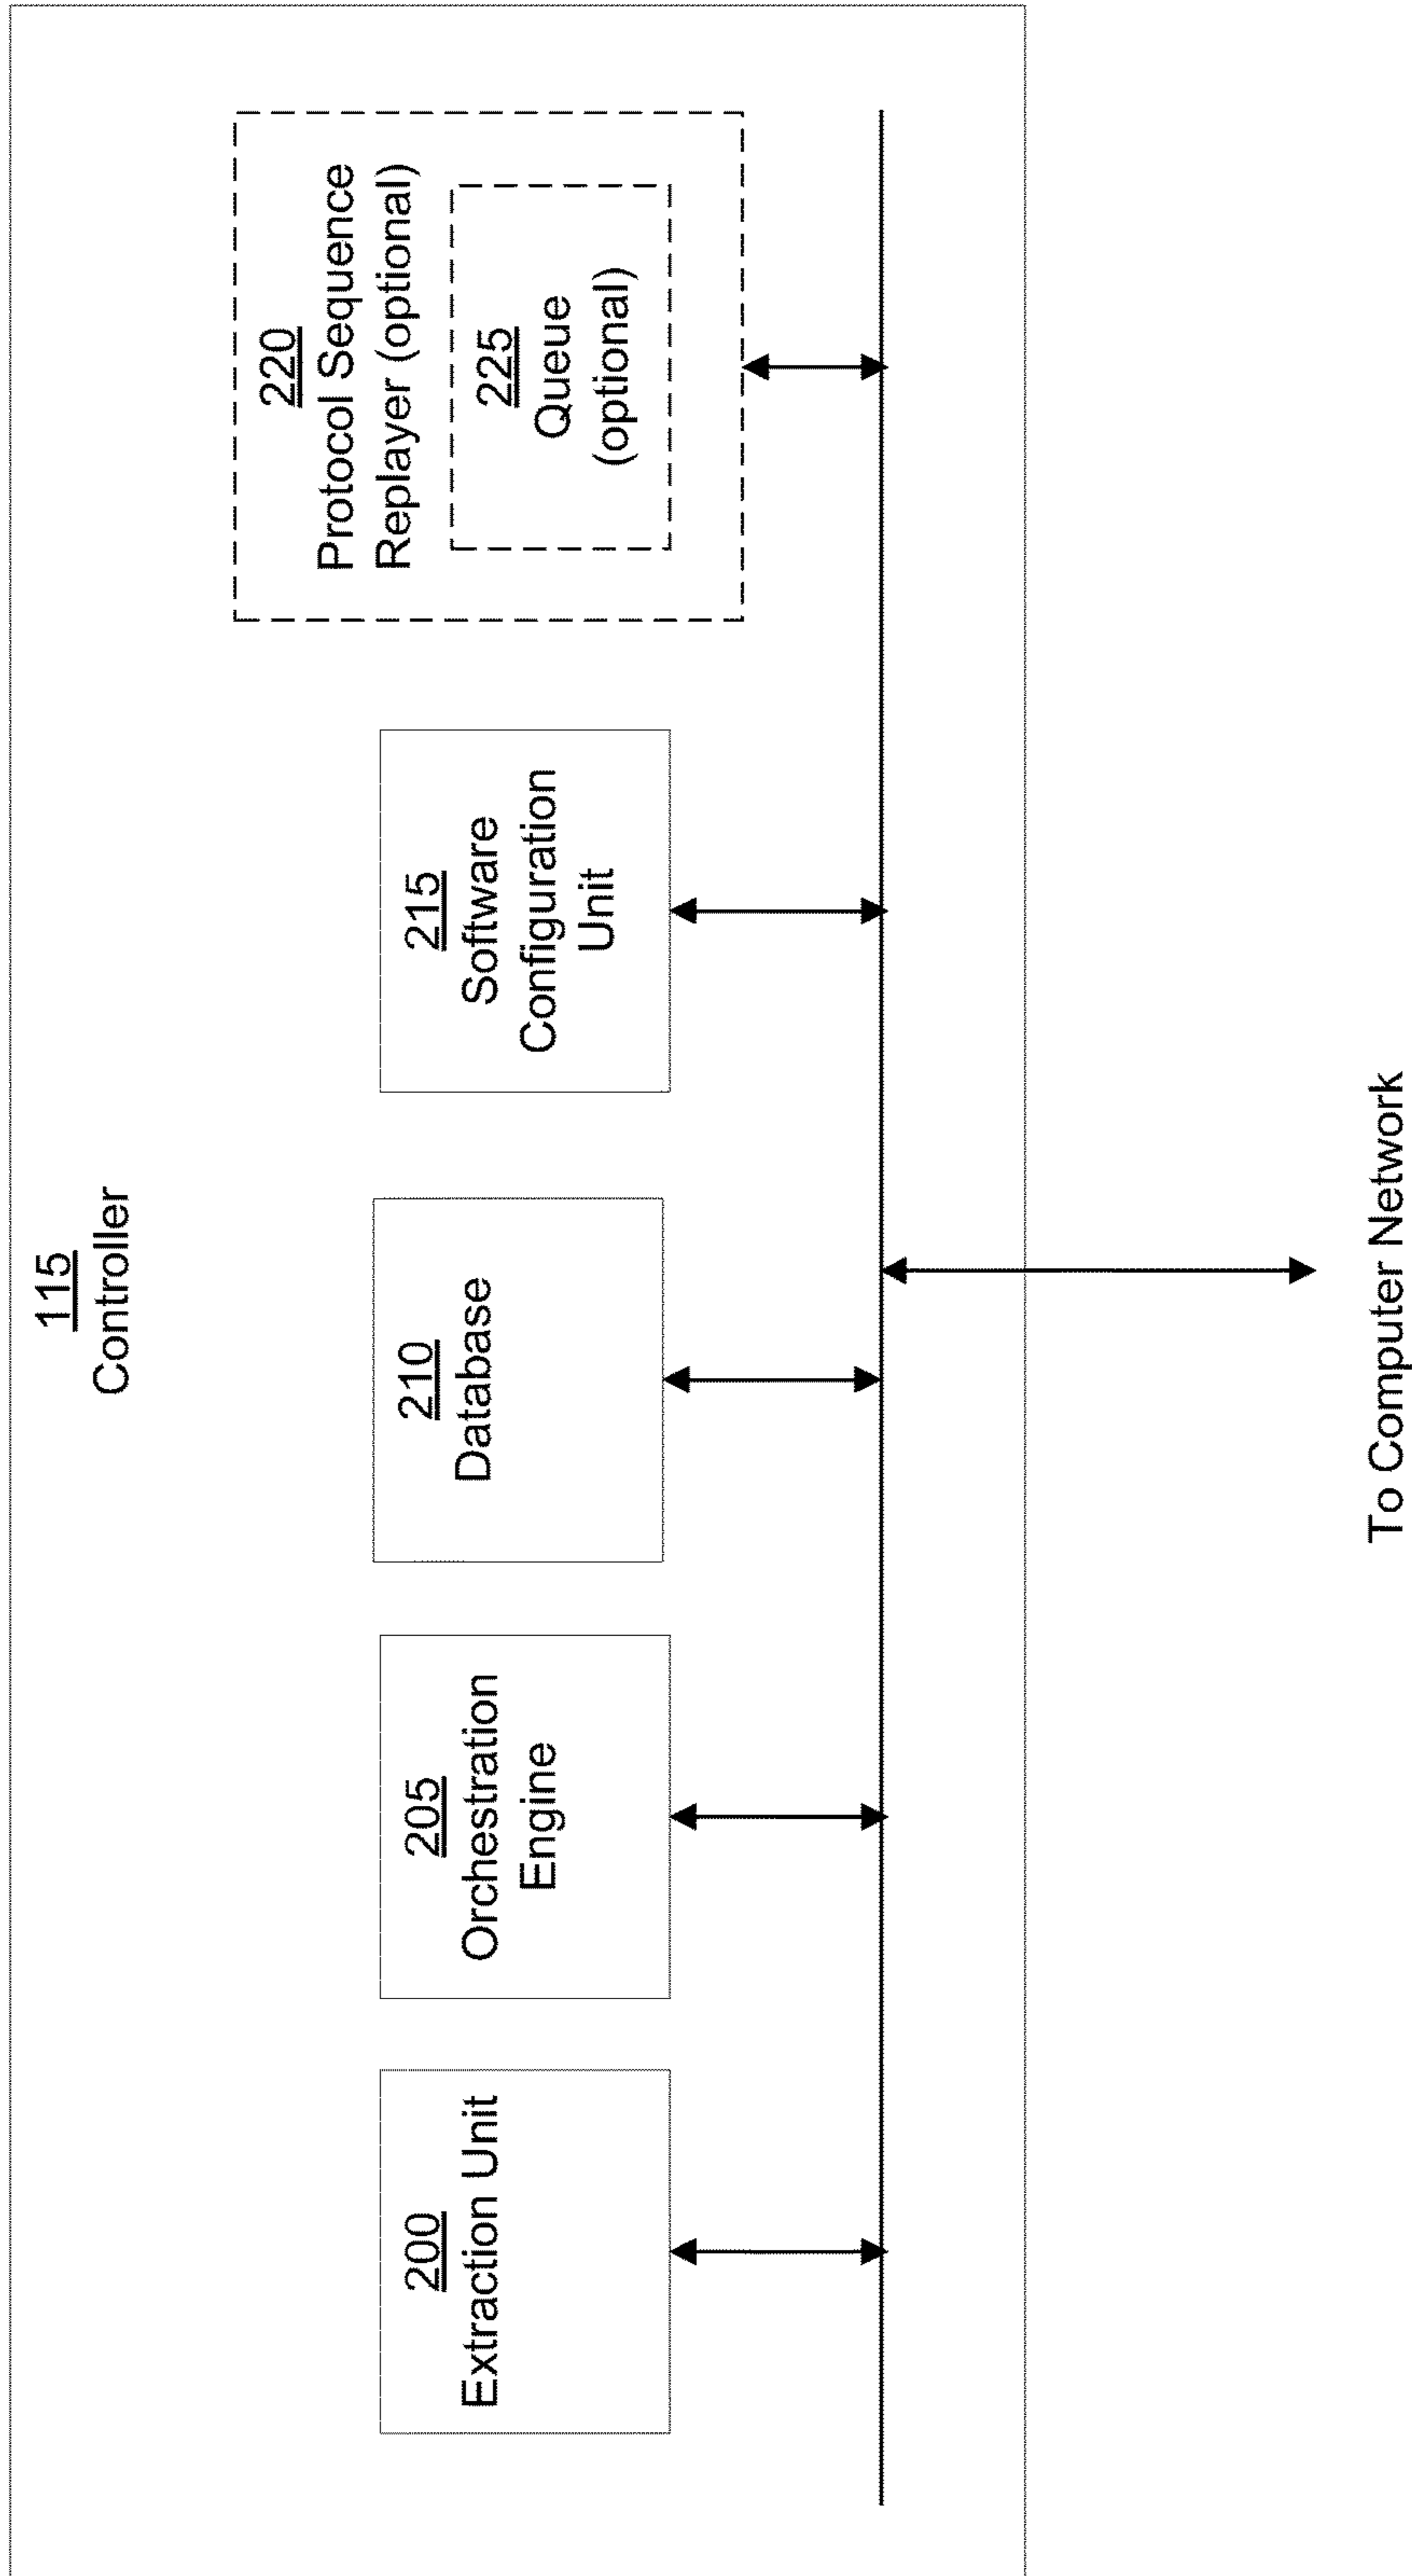 115
Controller
200
Extraction Unit
205
Orchestration
Engine
210
Database
215
Software
Configuration
Unit
220
Protocol Sequence
Replayer (optional)
225
Queue
(optional)
To Computer Network